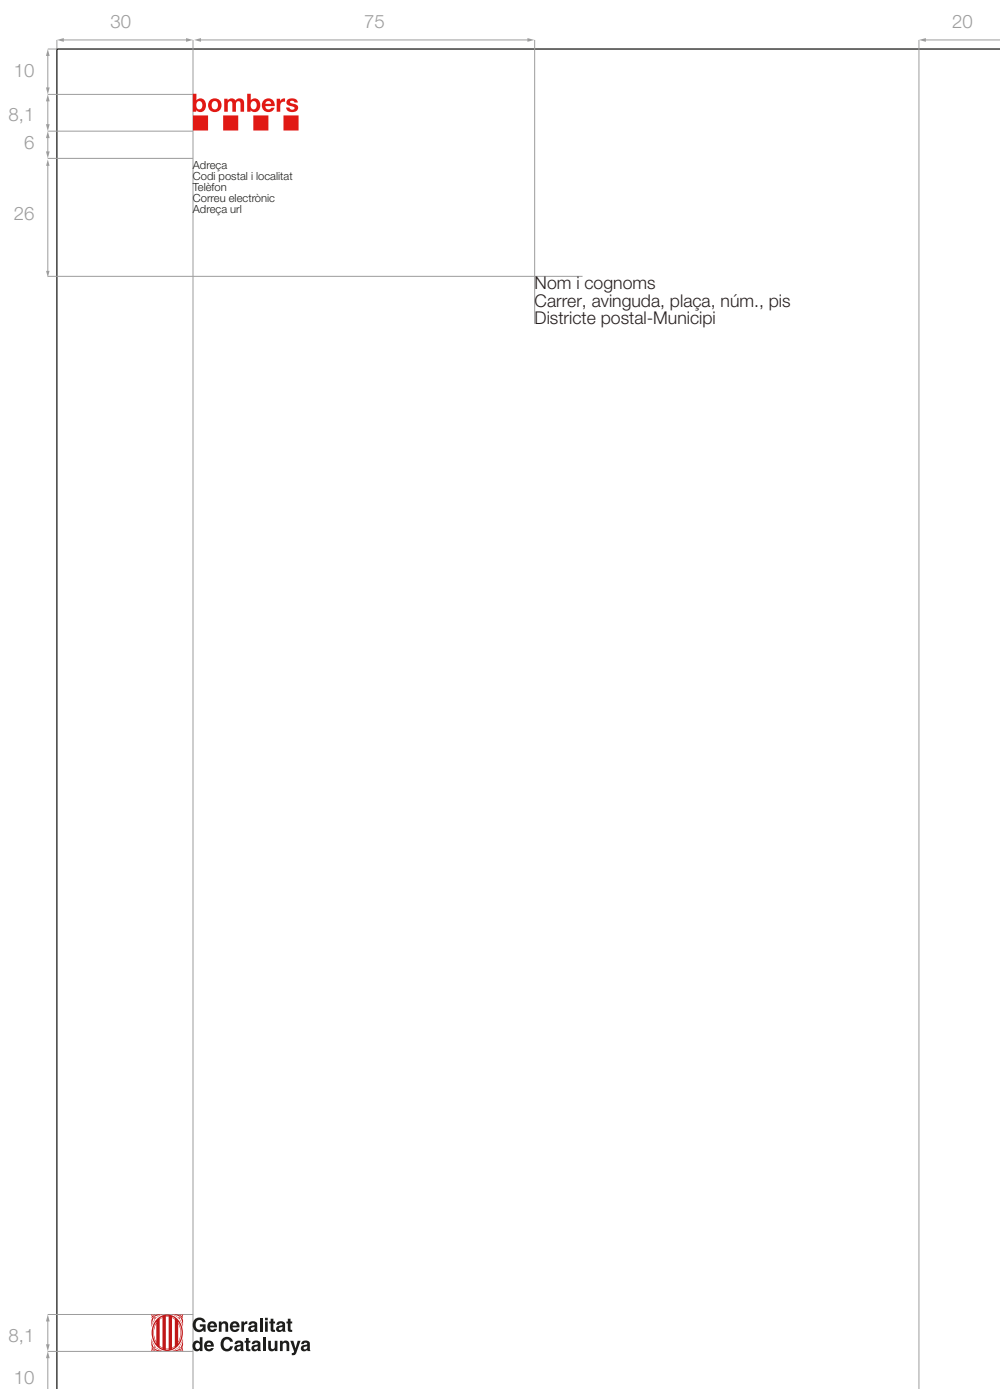 30 75 20
10
8,1
bombers
6
Adreça
Codi postal i localitat
Telèfon
Correu electrònic
Adreça url
26
Nom i cognoms
Carrer, avinguda, plaça, núm., pis
Districte postal-Municipi
8,1
Generalitat
de Catalunya
10